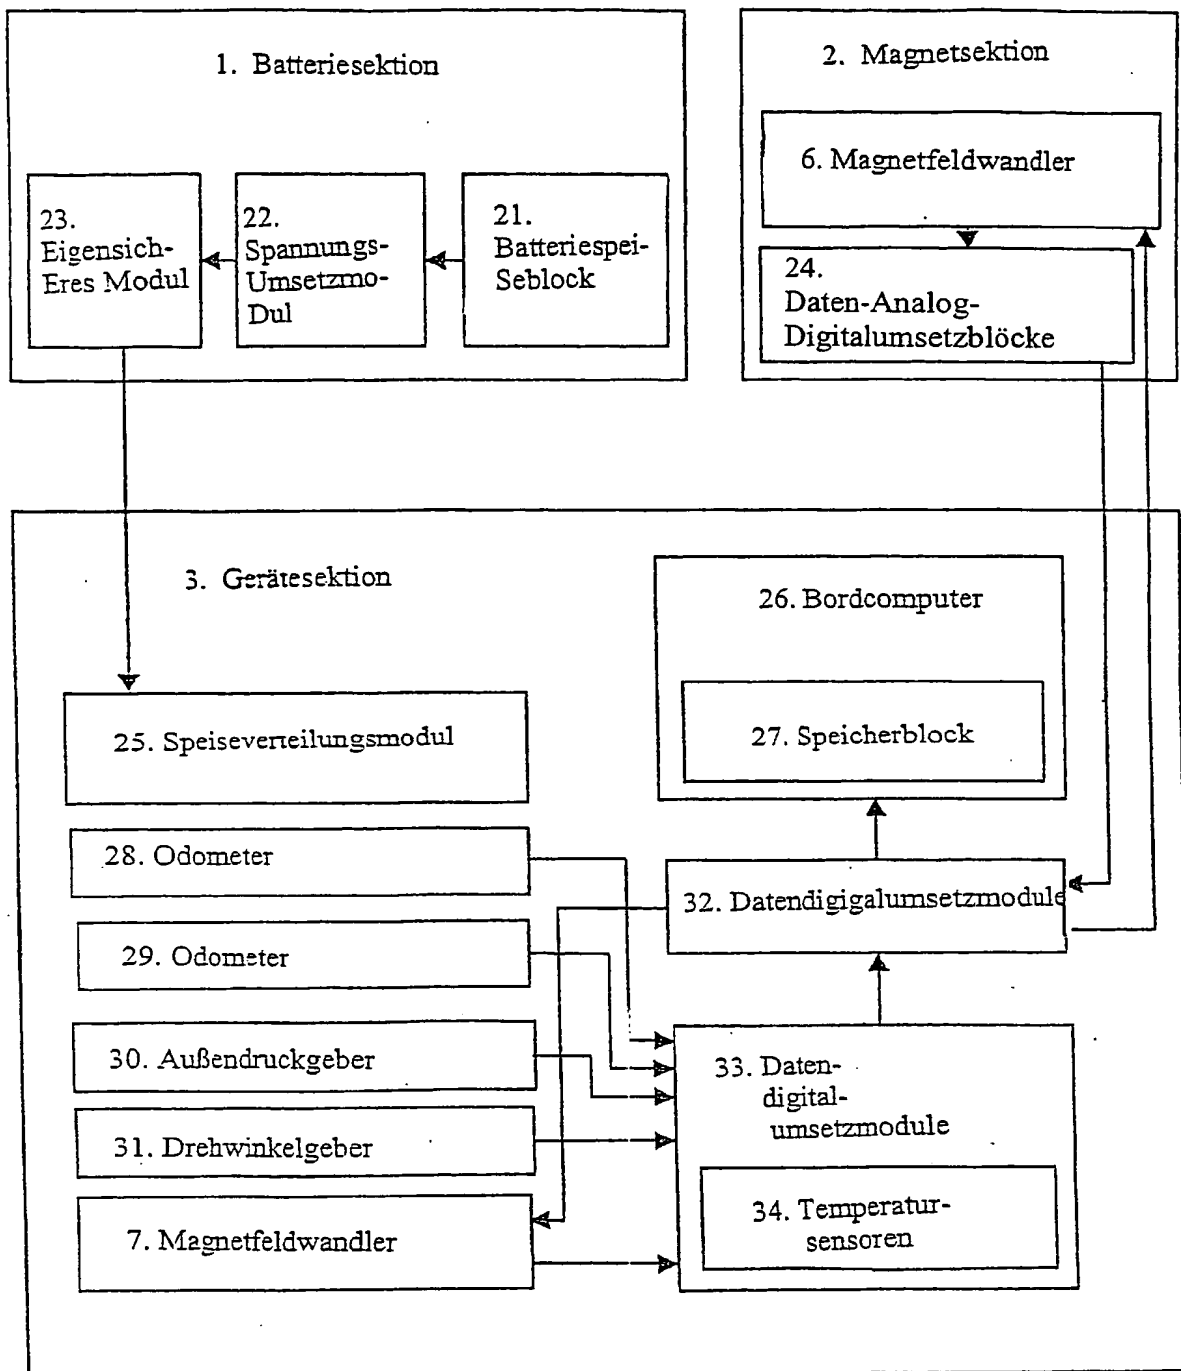 1. Batteriesektion
23.
Eigensich-
Eres Modul
22.
Spannungs-
Umsetzmo-
Dul
21.
Batteriespei-
Seblock
2. Magnetsektion
6. Magnetfeldwandler
24.
Daten-Analog-
Digitalumsetzblöcke
3. Gerätesektion
25. Speiseverteilungsmodul
28. Odometer
29. Odometer
30. Außendruckgeber
31. Drehwinkelgeber
7. Magnetfeldwandler
26. Bordcomputer
27. Speicherblock
32. Datendigigalumsetzmodule
33. Daten-
digital-
umsetzmodule
34. Temperatur-
sensoren